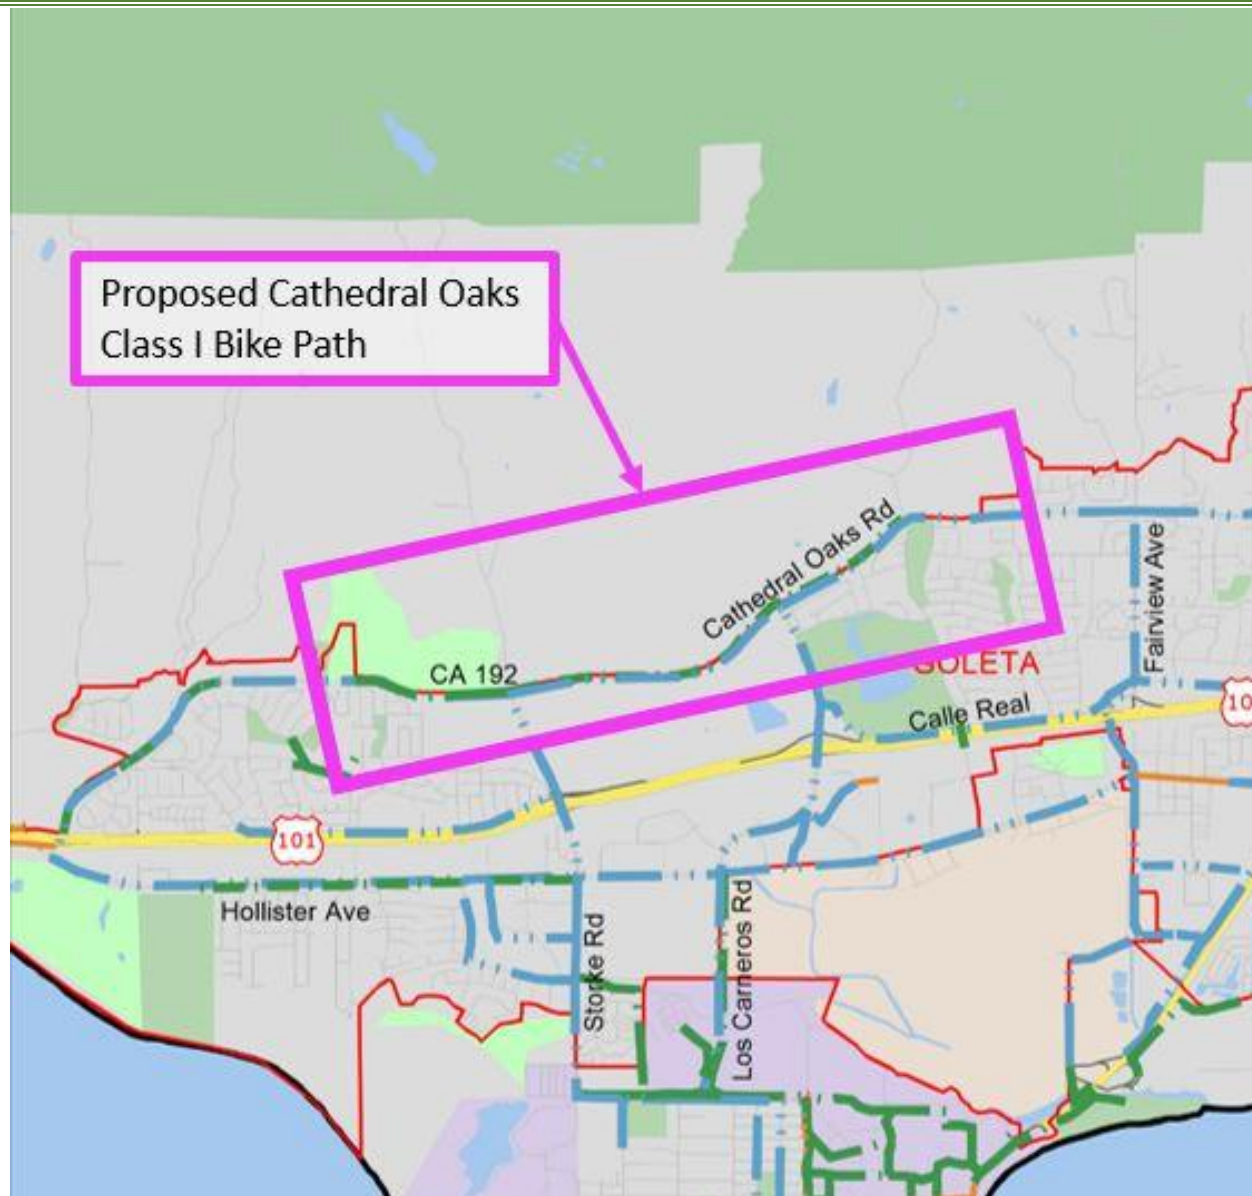 Proposed Cathedral Oaks
Class I Bike Path
Cathedral Oaks Rd
Fairview Ave
CA 192
GOLETA
Calle Real
10
101
Hollister Ave
Storke Rd
Los Carneros Rd